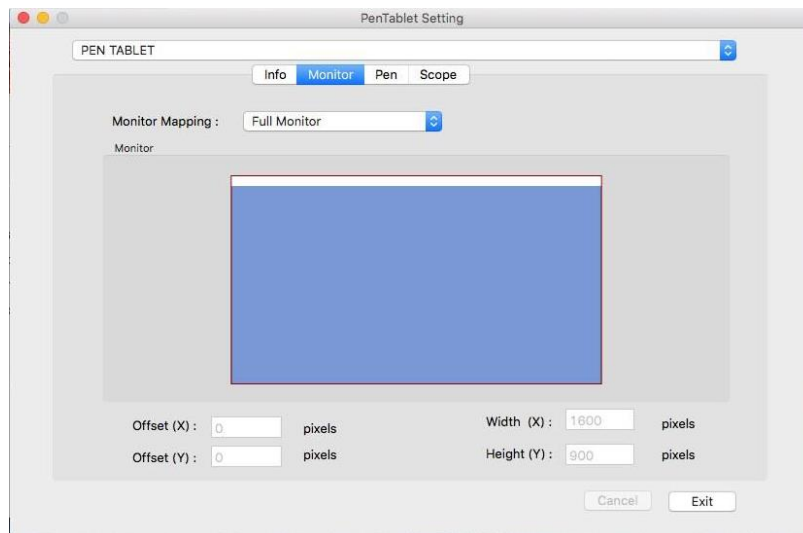 PenTablet Setting
PEN TABLET
Info Monitor Pen Scope
Monitor Mapping : Full Monitor
Monitor
Offset (X) : 0 pixels Width (X) : 1600 pixels
Offset (Y) : 0 pixels Height (Y) : 900 pixels
Cancel Exit